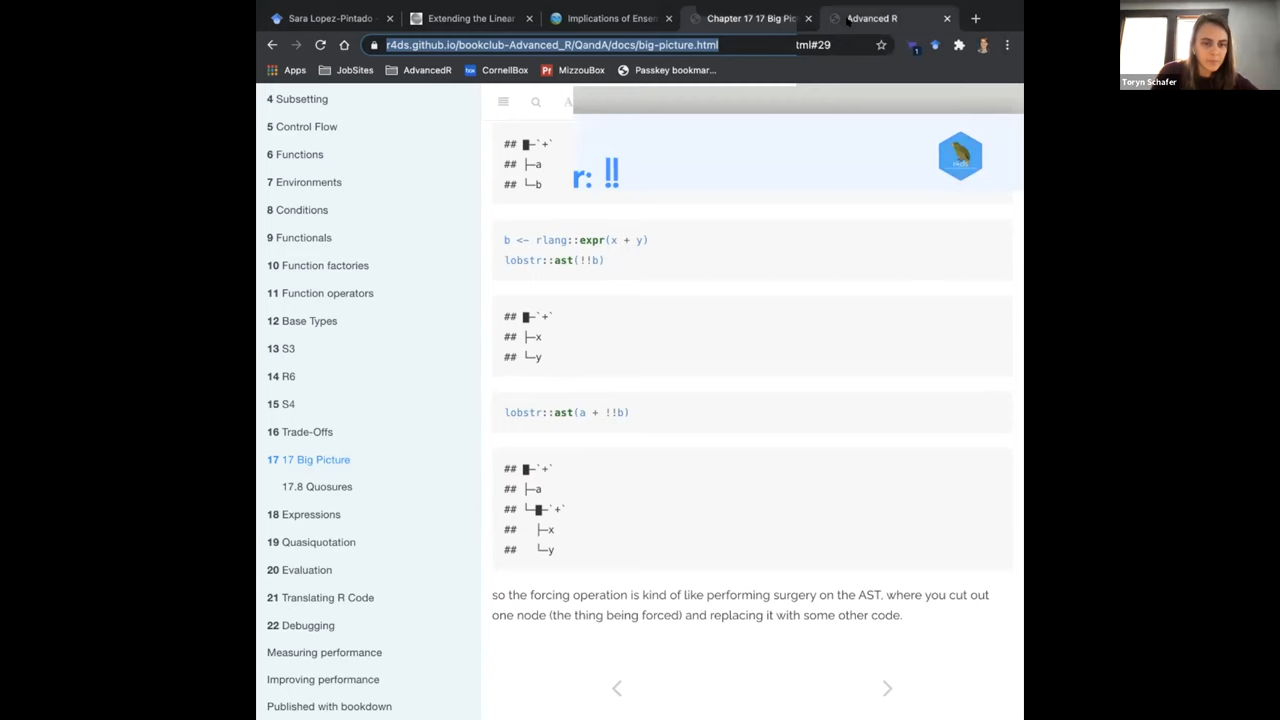 Sara Lopez-Pintado
Extending the Linear
Implications of Ensem
Chapter 17 17 Big Pic
Advanced R
r4ds.github.io/bookclub-Advanced_R/QandA/docs/big-picture.html
tml#29
1
Apps
JobSites
AdvancedR
box
CornellBox
Pr
MizzouBox
Passkey bookmar...
Toryn Schafer
4 Subsetting
5 Control Flow
6 Functions
7 Environments
8 Conditions
9 Functionals
10 Function factories
11 Function operators
12 Base Types
13 S3
14 R6
15 S4
16 Trade-Offs
17 17 Big Picture
17.8 Quosures
18 Expressions
19 Quasiquotation
20 Evaluation
21 Translating R Code
22 Debugging
Measuring performance
Improving performance
Published with bookdown
A
r: !!
## █─`+`
## ├─a
## └─b
b <- rlang::expr(x + y)
lobstr::ast(!!b)
## █─`+`
## ├─x
## └─y
lobstr::ast(a + !!b)
## █─`+`
## ├─a
## └─█─`+`
##   ├─x
##   └─y
so the forcing operation is kind of like performing surgery on the AST, where you cut out
one node (the thing being forced) and replacing it with some other code.